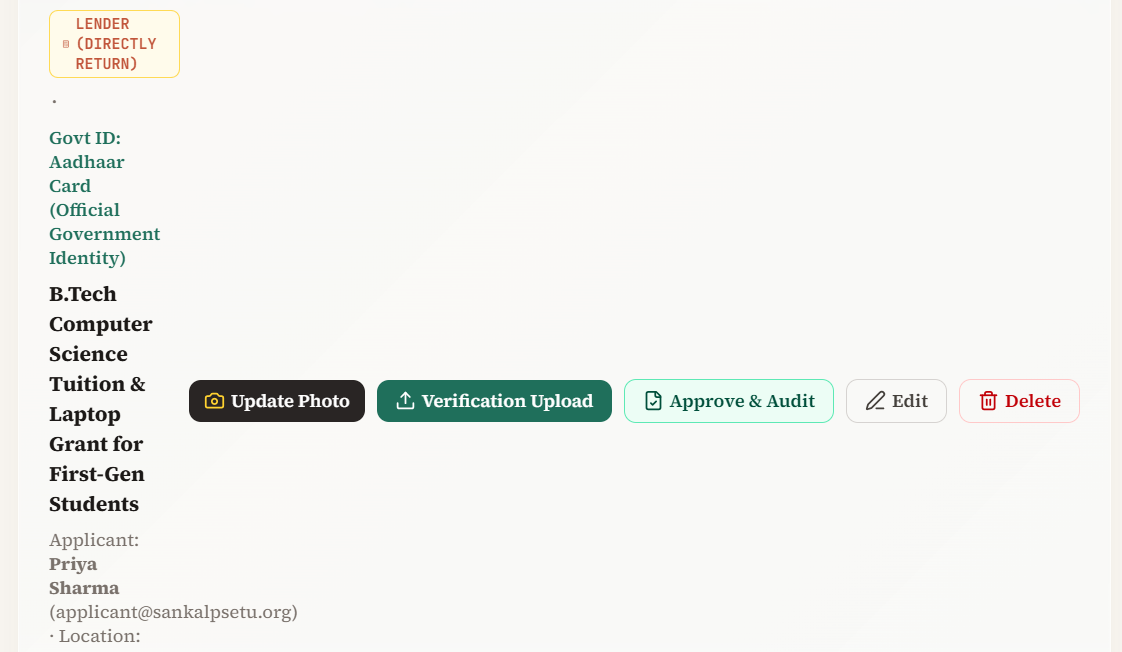 LENDER
(DIRECTLY
RETURN)
·
Govt ID:
Aadhaar
Card
(Official
Government
Identity)
B.Tech
Computer
Science
Tuition &
Laptop
Grant for
First-Gen
Students
Update Photo
Verification Upload
Approve & Audit
Edit
Delete
Applicant:
Priya
Sharma
(applicant@sankalpsetu.org)
· Location: